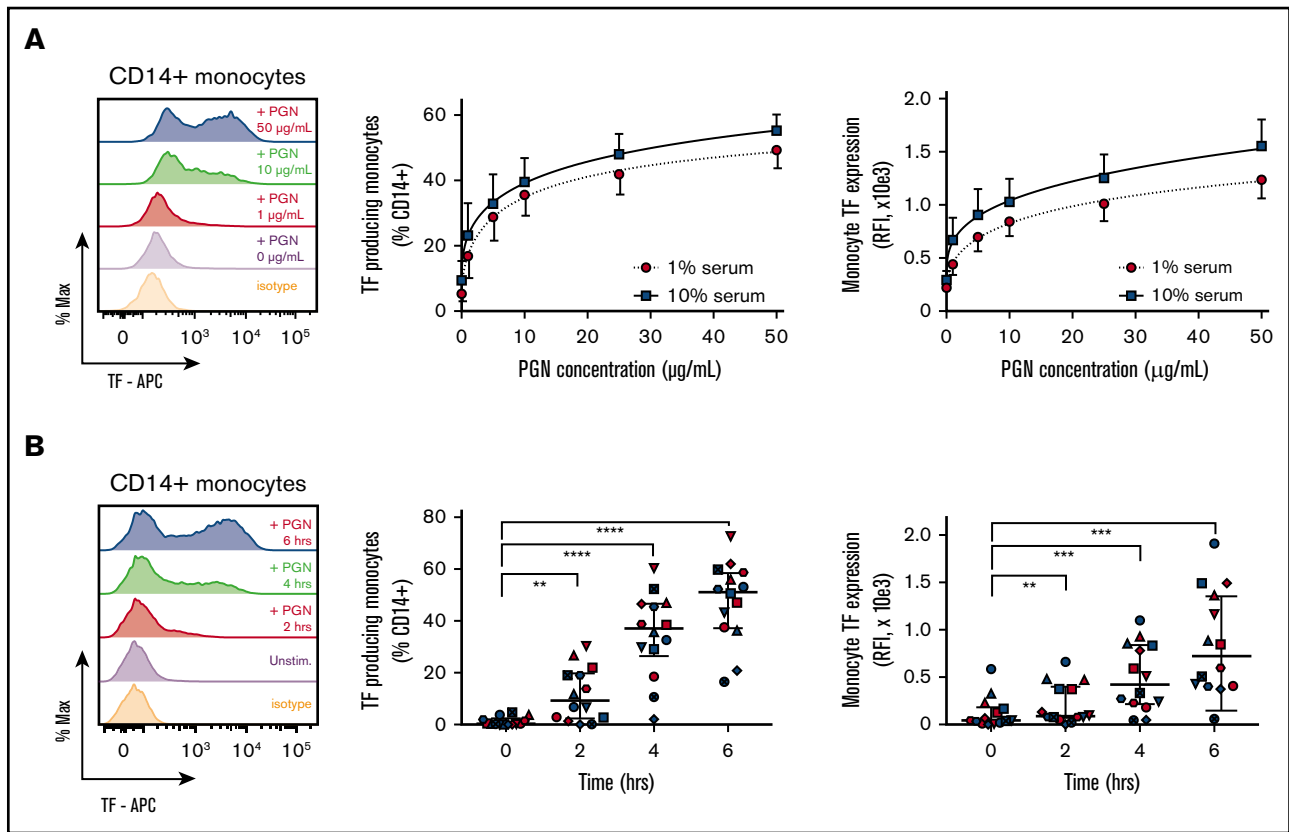 A
CD14+ monocytes
+ PGN
50 µg/mL
+ PGN
10 µg/mL
+ PGN
1 µg/mL
+ PGN
0 µg/mL
isotype
% Max
0 10³ 10⁴ 10⁵
TF - APC
TF producing monocytes
(% CD14+)
60
40
20
0
1% serum
10% serum
0 10 20 30 40 50
PGN concentration (µg/mL)
Monocyte TF expression
(RFI, x10e3)
2.0
1.5
1.0
0.5
0
1% serum
10% serum
0 10 20 30 40 50
PGN concentration (µg/mL)
B
CD14+ monocytes
+ PGN
6 hrs
+ PGN
4 hrs
+ PGN
2 hrs
Unstim.
isotype
% Max
0 10³ 10⁴ 10⁵
TF - APC
TF producing monocytes
(% CD14+)
80
60
40
20
0
****
****
**
0 2 4 6
Time (hrs)
Monocyte TF expression
(RFI, x 10e3)
2.0
1.5
1.0
0.5
0
***
***
**
0 2 4 6
Time (hrs)